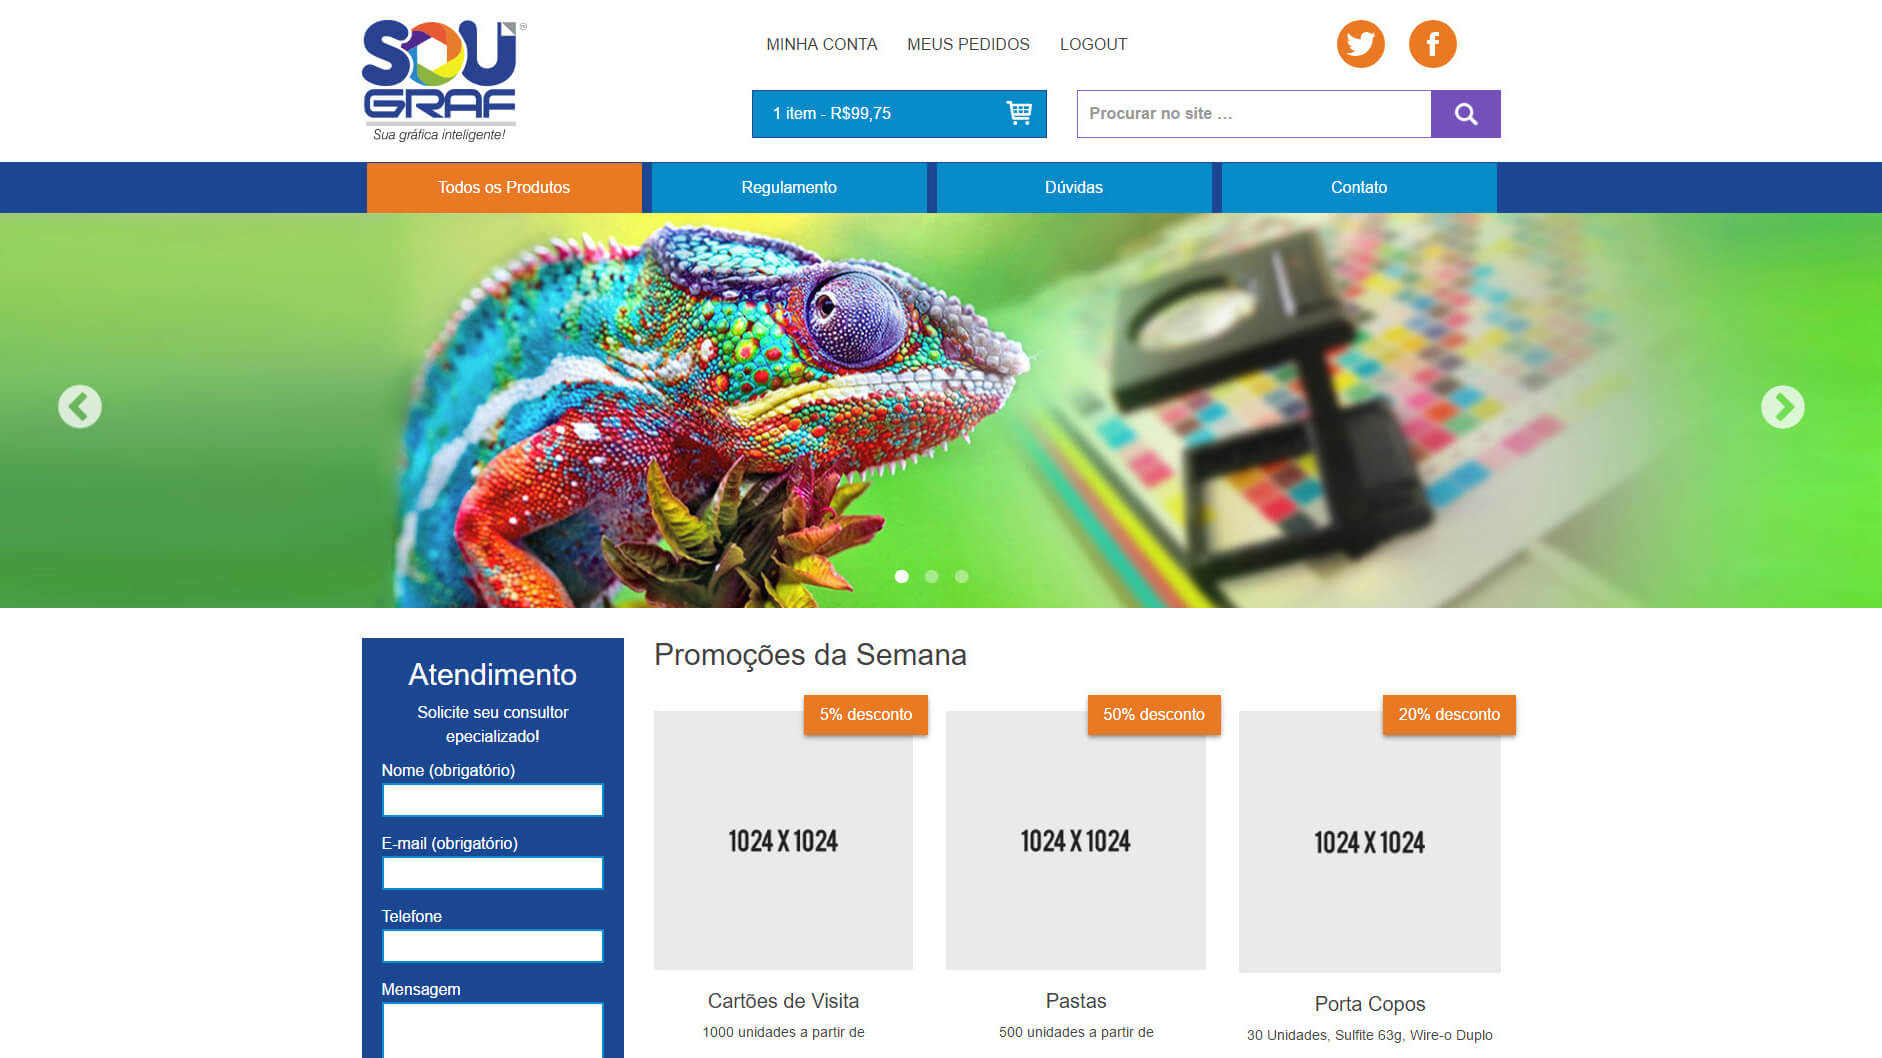 SOU
®
GRAF
Sua gráfica inteligente!
MINHA CONTA MEUS PEDIDOS LOGOUT
1 item - R$99,75
Procurar no site ...
Todos os Produtos
Regulamento
Dúvidas
Contato
Atendimento
Solicite seu consultor
epecializado!
Nome (obrigatório)
E-mail (obrigatório)
Telefone
Mensagem
Promoções da Semana
5% desconto
1024 X 1024
Cartões de Visita
1000 unidades a partir de
50% desconto
1024 X 1024
Pastas
500 unidades a partir de
20% desconto
1024 X 1024
Porta Copos
30 Unidades, Sulfite 63g, Wire-o Duplo